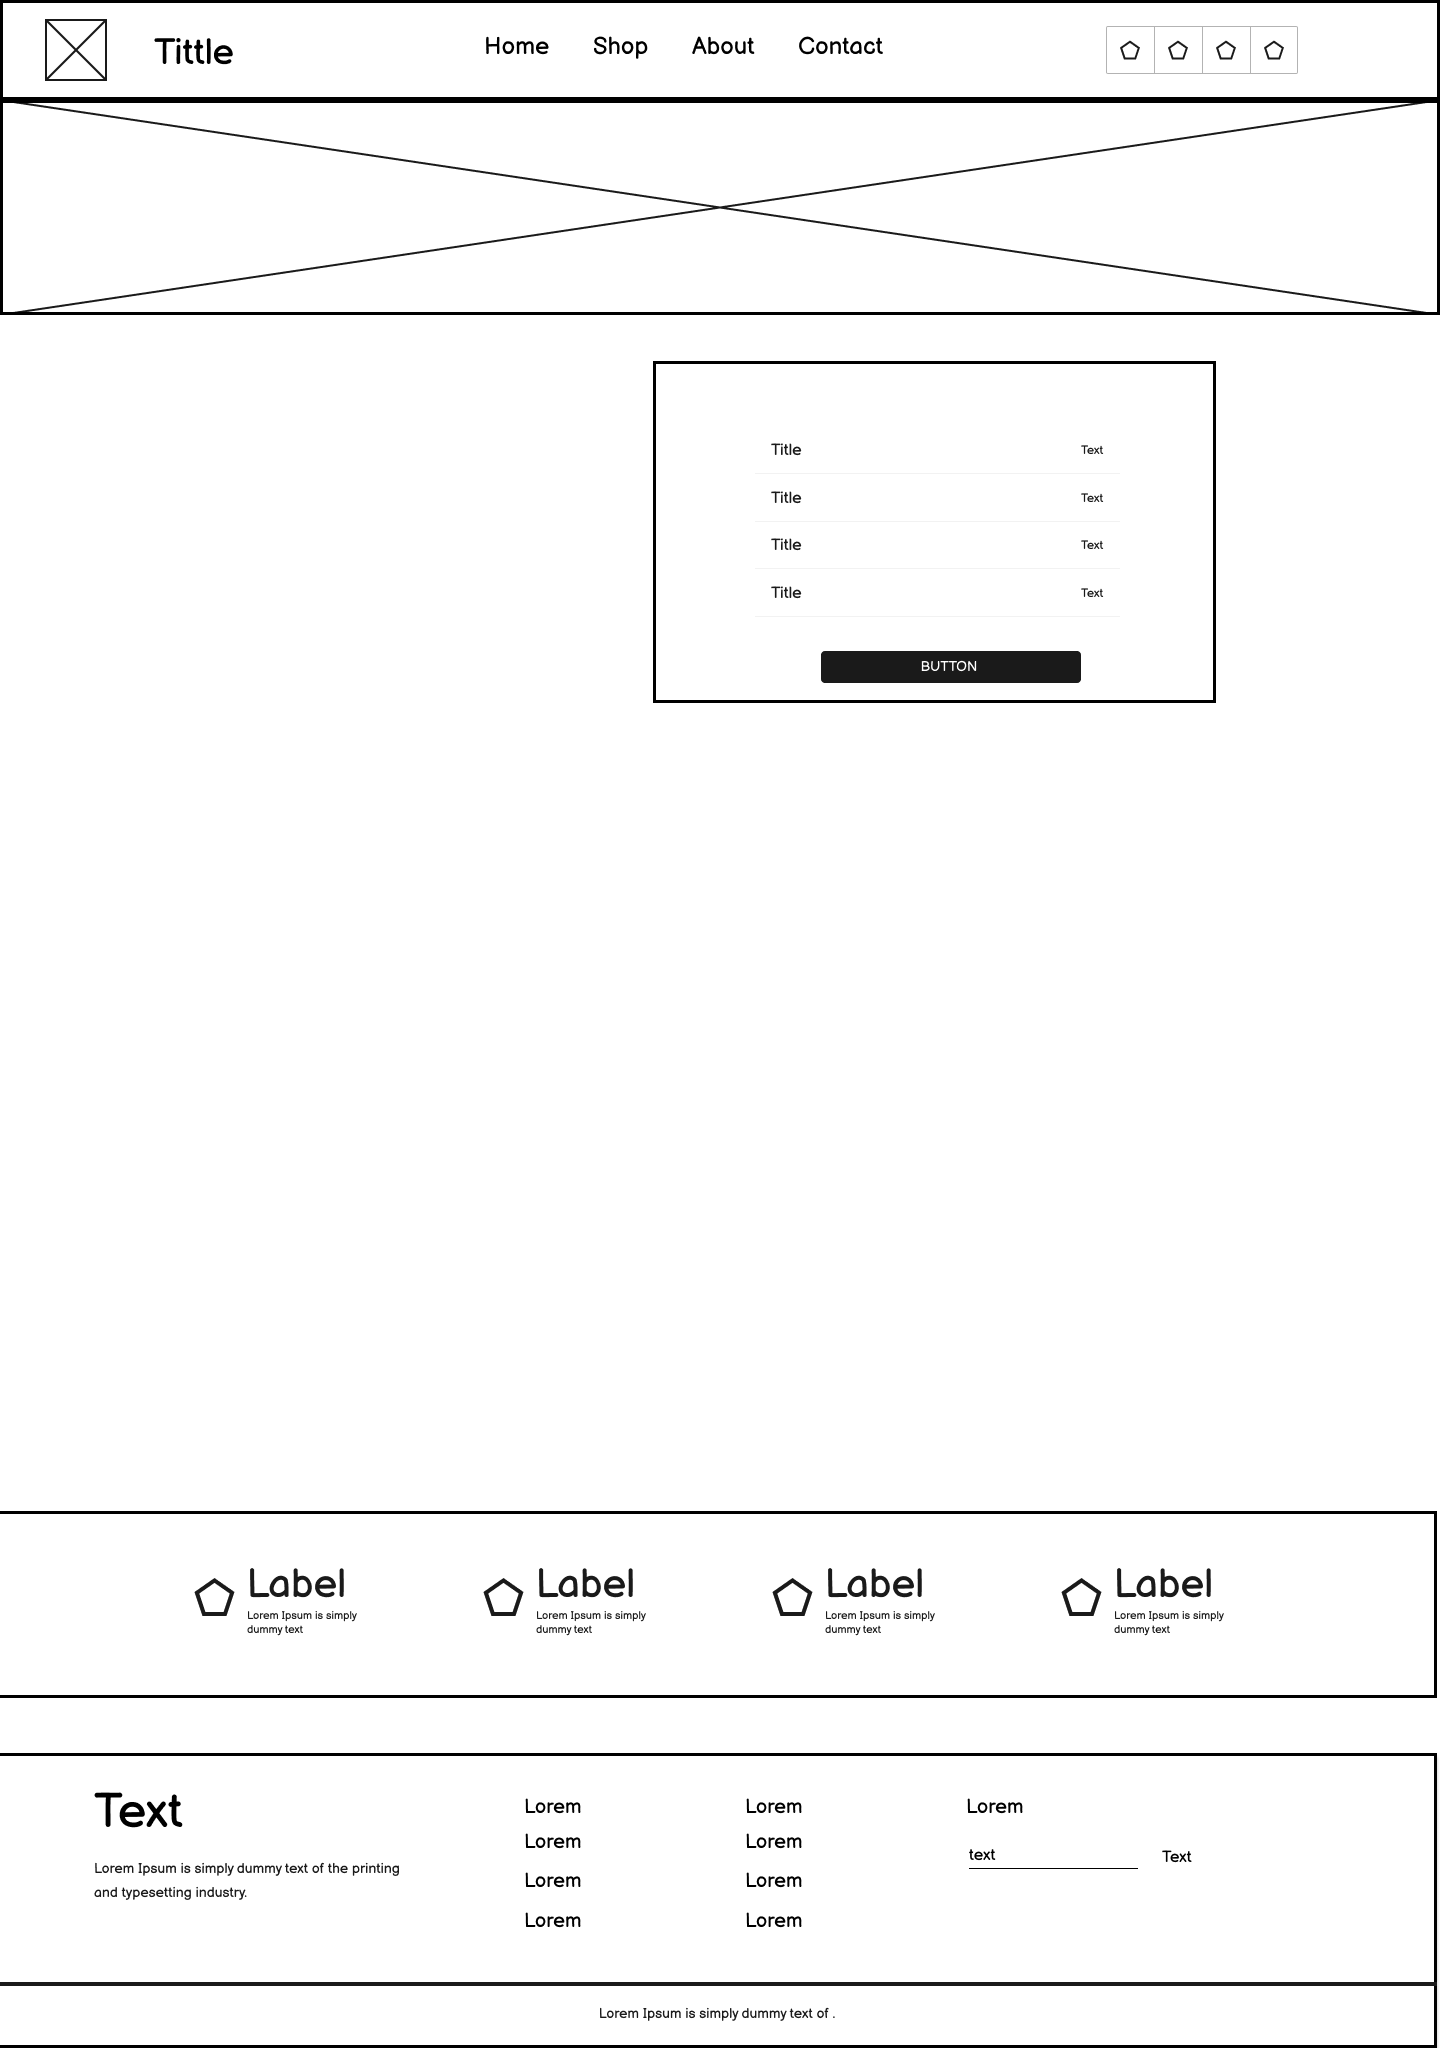 Tittle
Home Shop About Contact
Title Text
Title Text
Title Text
Title Text
BUTTON
Label Label Label Label
Lorem Ipsum is simply Lorem Ipsum is simply Lorem Ipsum is simply Lorem Ipsum is simply
dummy text dummy text dummy text dummy text
Text
Lorem Ipsum is simply dummy text of the printing
and typesetting industry.
Lorem
Lorem
Lorem
Lorem
Lorem
Lorem
Lorem
Lorem
Lorem
text Text
Lorem Ipsum is simply dummy text of .